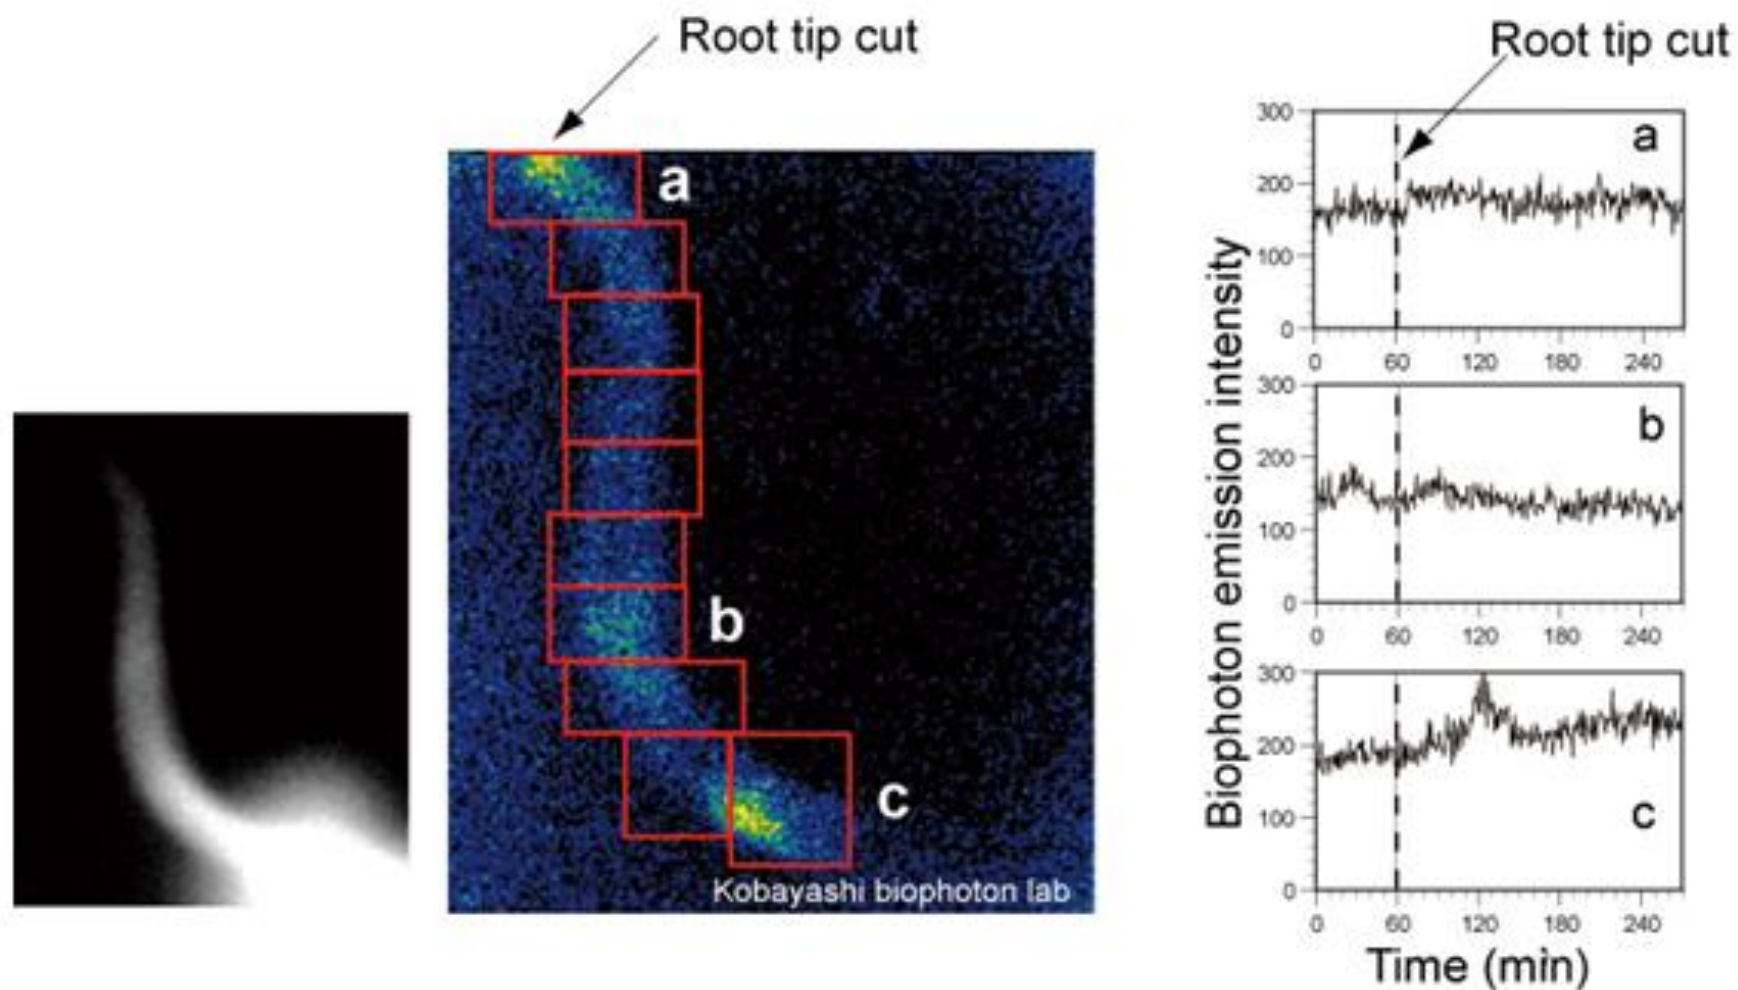 Root tip cut
a
b
c
Kobayashi biophoton lab
Root tip cut
Biophoton emission intensity
300
200
100
0
a
0 60 120 180 240
300
200
100
0
b
0 60 120 180 240
300
200
100
0
c
0 60 120 180 240
Time (min)